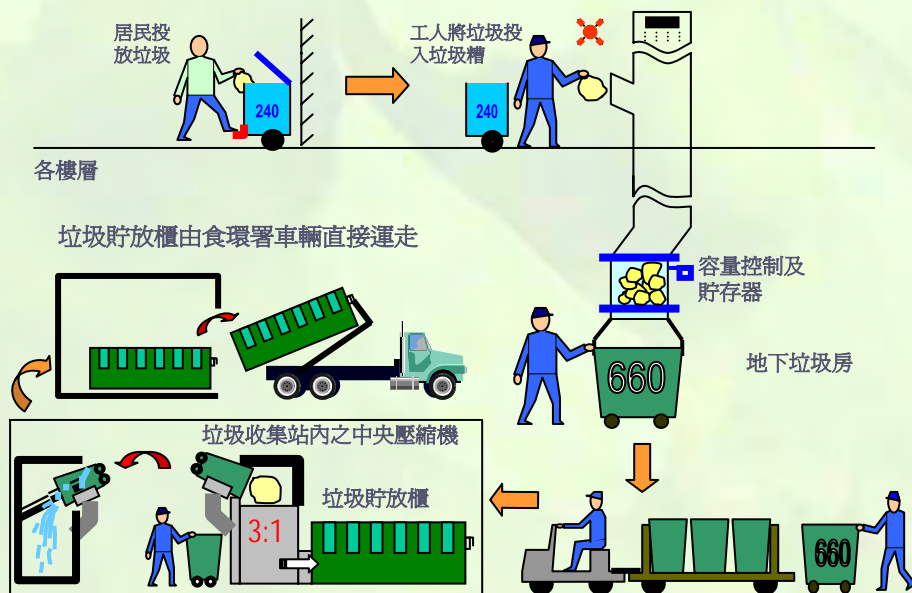 居民投
放垃圾
工人將垃圾投
入垃圾糟
240
240
各樓層
垃圾貯放櫃由食環署車輛直接運走
容量控制及
貯存器
地下垃圾房
660
垃圾收集站內之中央壓縮機
垃圾貯放櫃
3:1
660